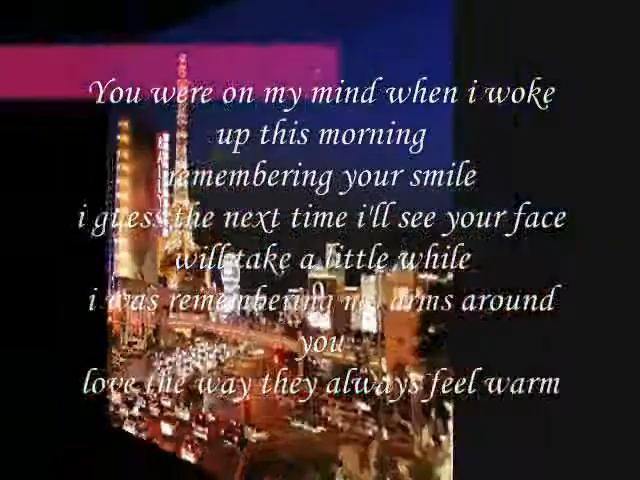 You were on my mind when i woke
up this morning
remembering your smile
i guess the next time i'll see your face
will take a little while
i was remembering my arms around
you
love the way they always feel warm